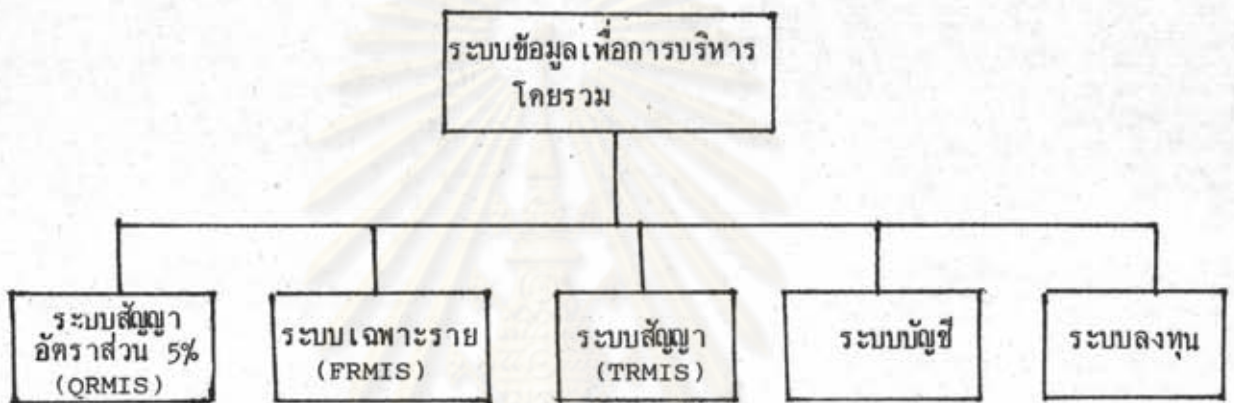 ระบบข้อมูลเพื่อการบริหาร
โดยรวม
ระบบสัญญา
อัตราส่วน 5%
(QRMIS)
ระบบเฉพาะราย
(FRMIS)
ระบบสัญญา
(TRMIS)
ระบบบัญชี
ระบบลงทุน